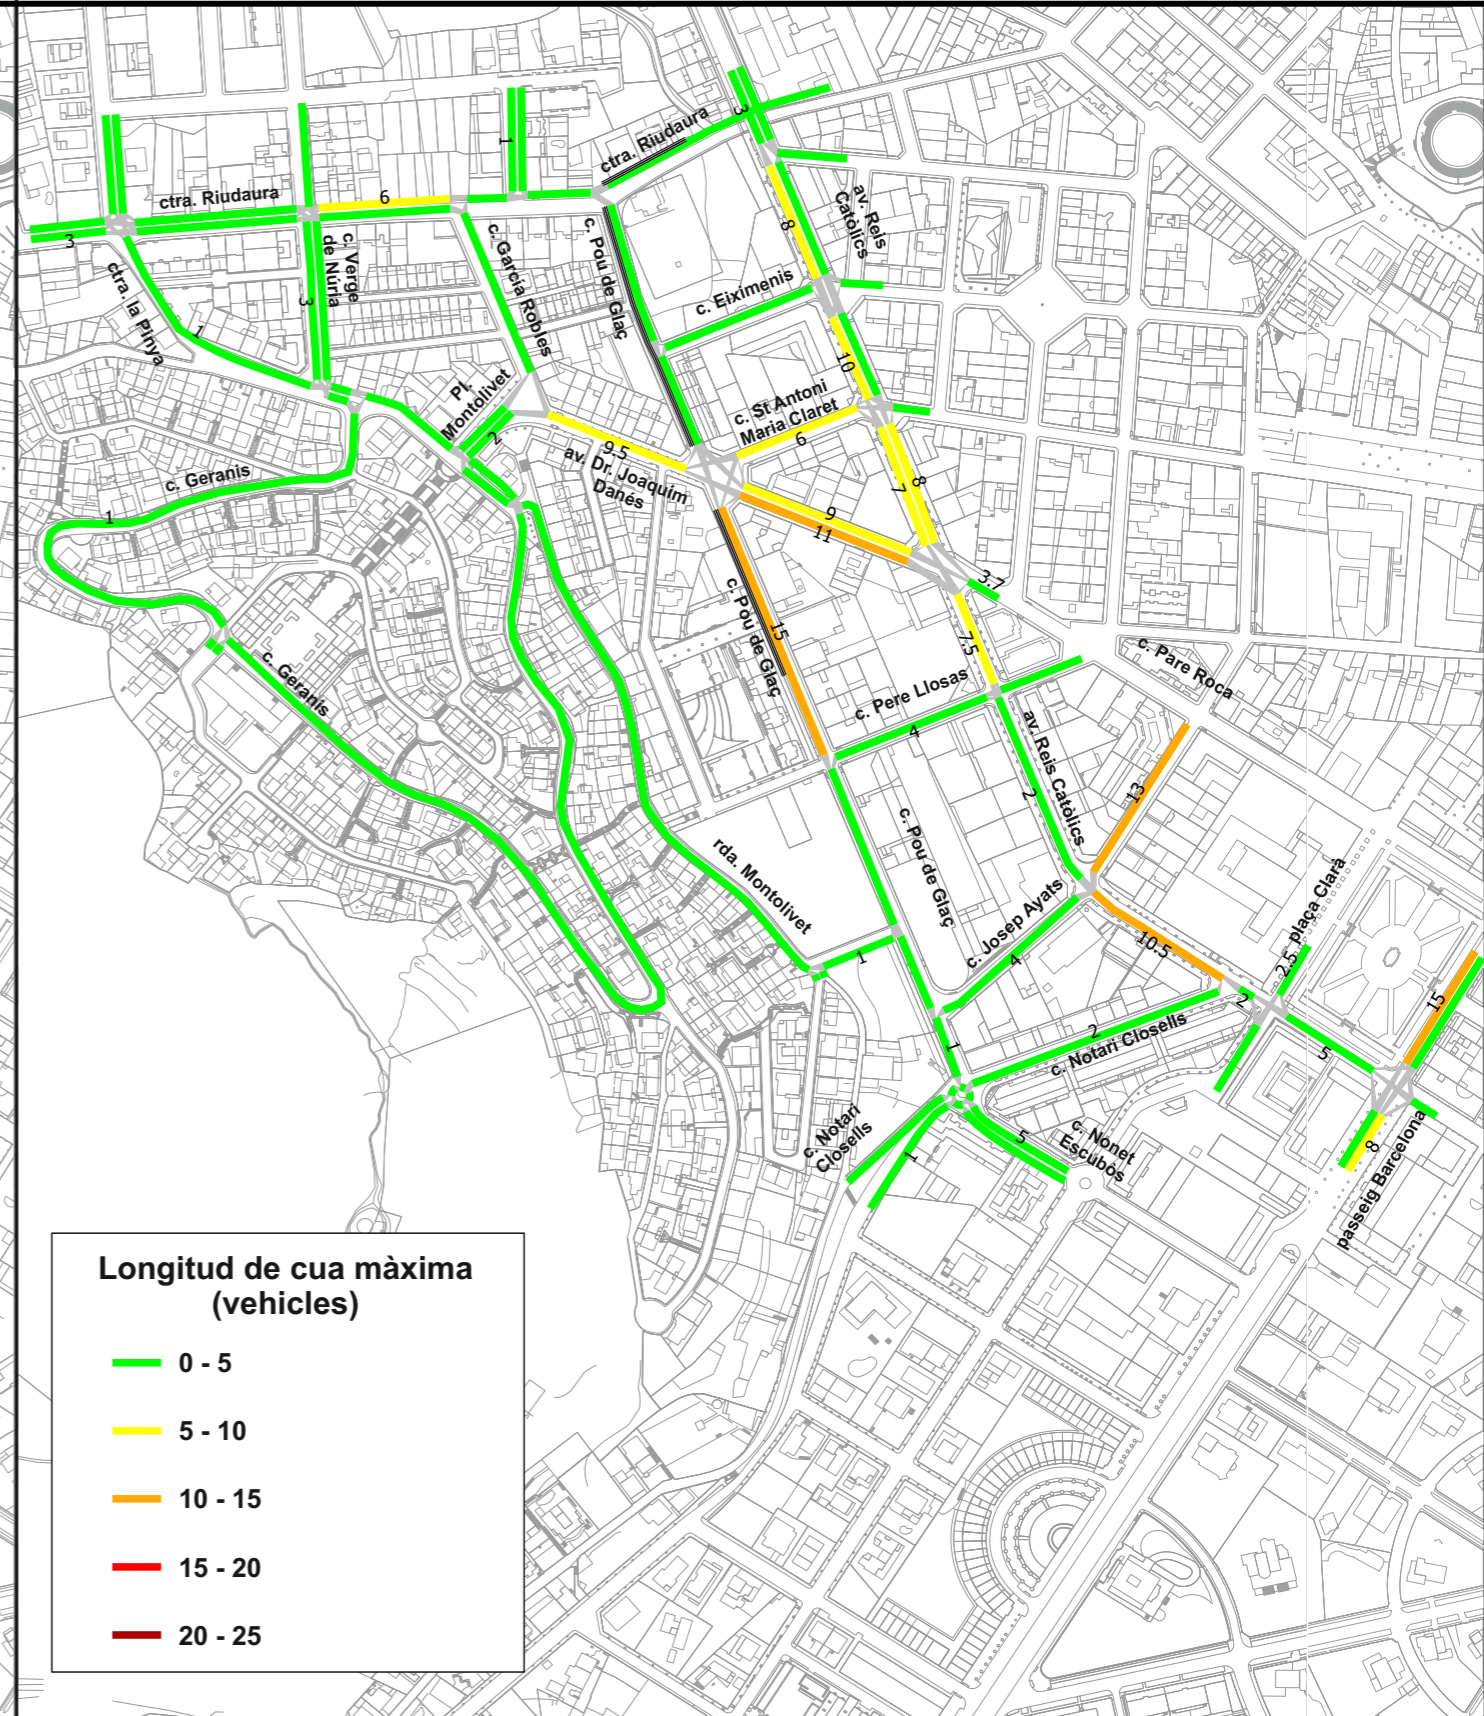 3
1
ctra. Riudaura
ctra. Riudaura
6
3
c. Verge
de Núria
3
ctra. la Pinya
1
c. Garcia Robles
c. Pou de Glaç
av. Reis
Catòlics
8
c. Eiximenis
10
Pl.
Montolivet
2
c. St Antoni
Maria Claret
6
9.5
av. Dr. Joaquim
Danés
c. Geranis
1
8
7
9
11
3.7
c. Pou de Glaç
15
7.5
c. Pare Roca
c. Geranis
c. Pere Llosas
4
av. Reis Catòlics
2
13
c. Pou de Glaç
rda. Montolivet
1
c. Josep Ayats
4
10.5
plaça Clarà
2.5
2
15
5
1
2
c. Notari Closells
c. Notari
Closells
1
5
c. Nonet
Escubòs
8
passeig Barcelona
Longitud de cua màxima
(vehicles)
0 - 5
5 - 10
10 - 15
15 - 20
20 - 25